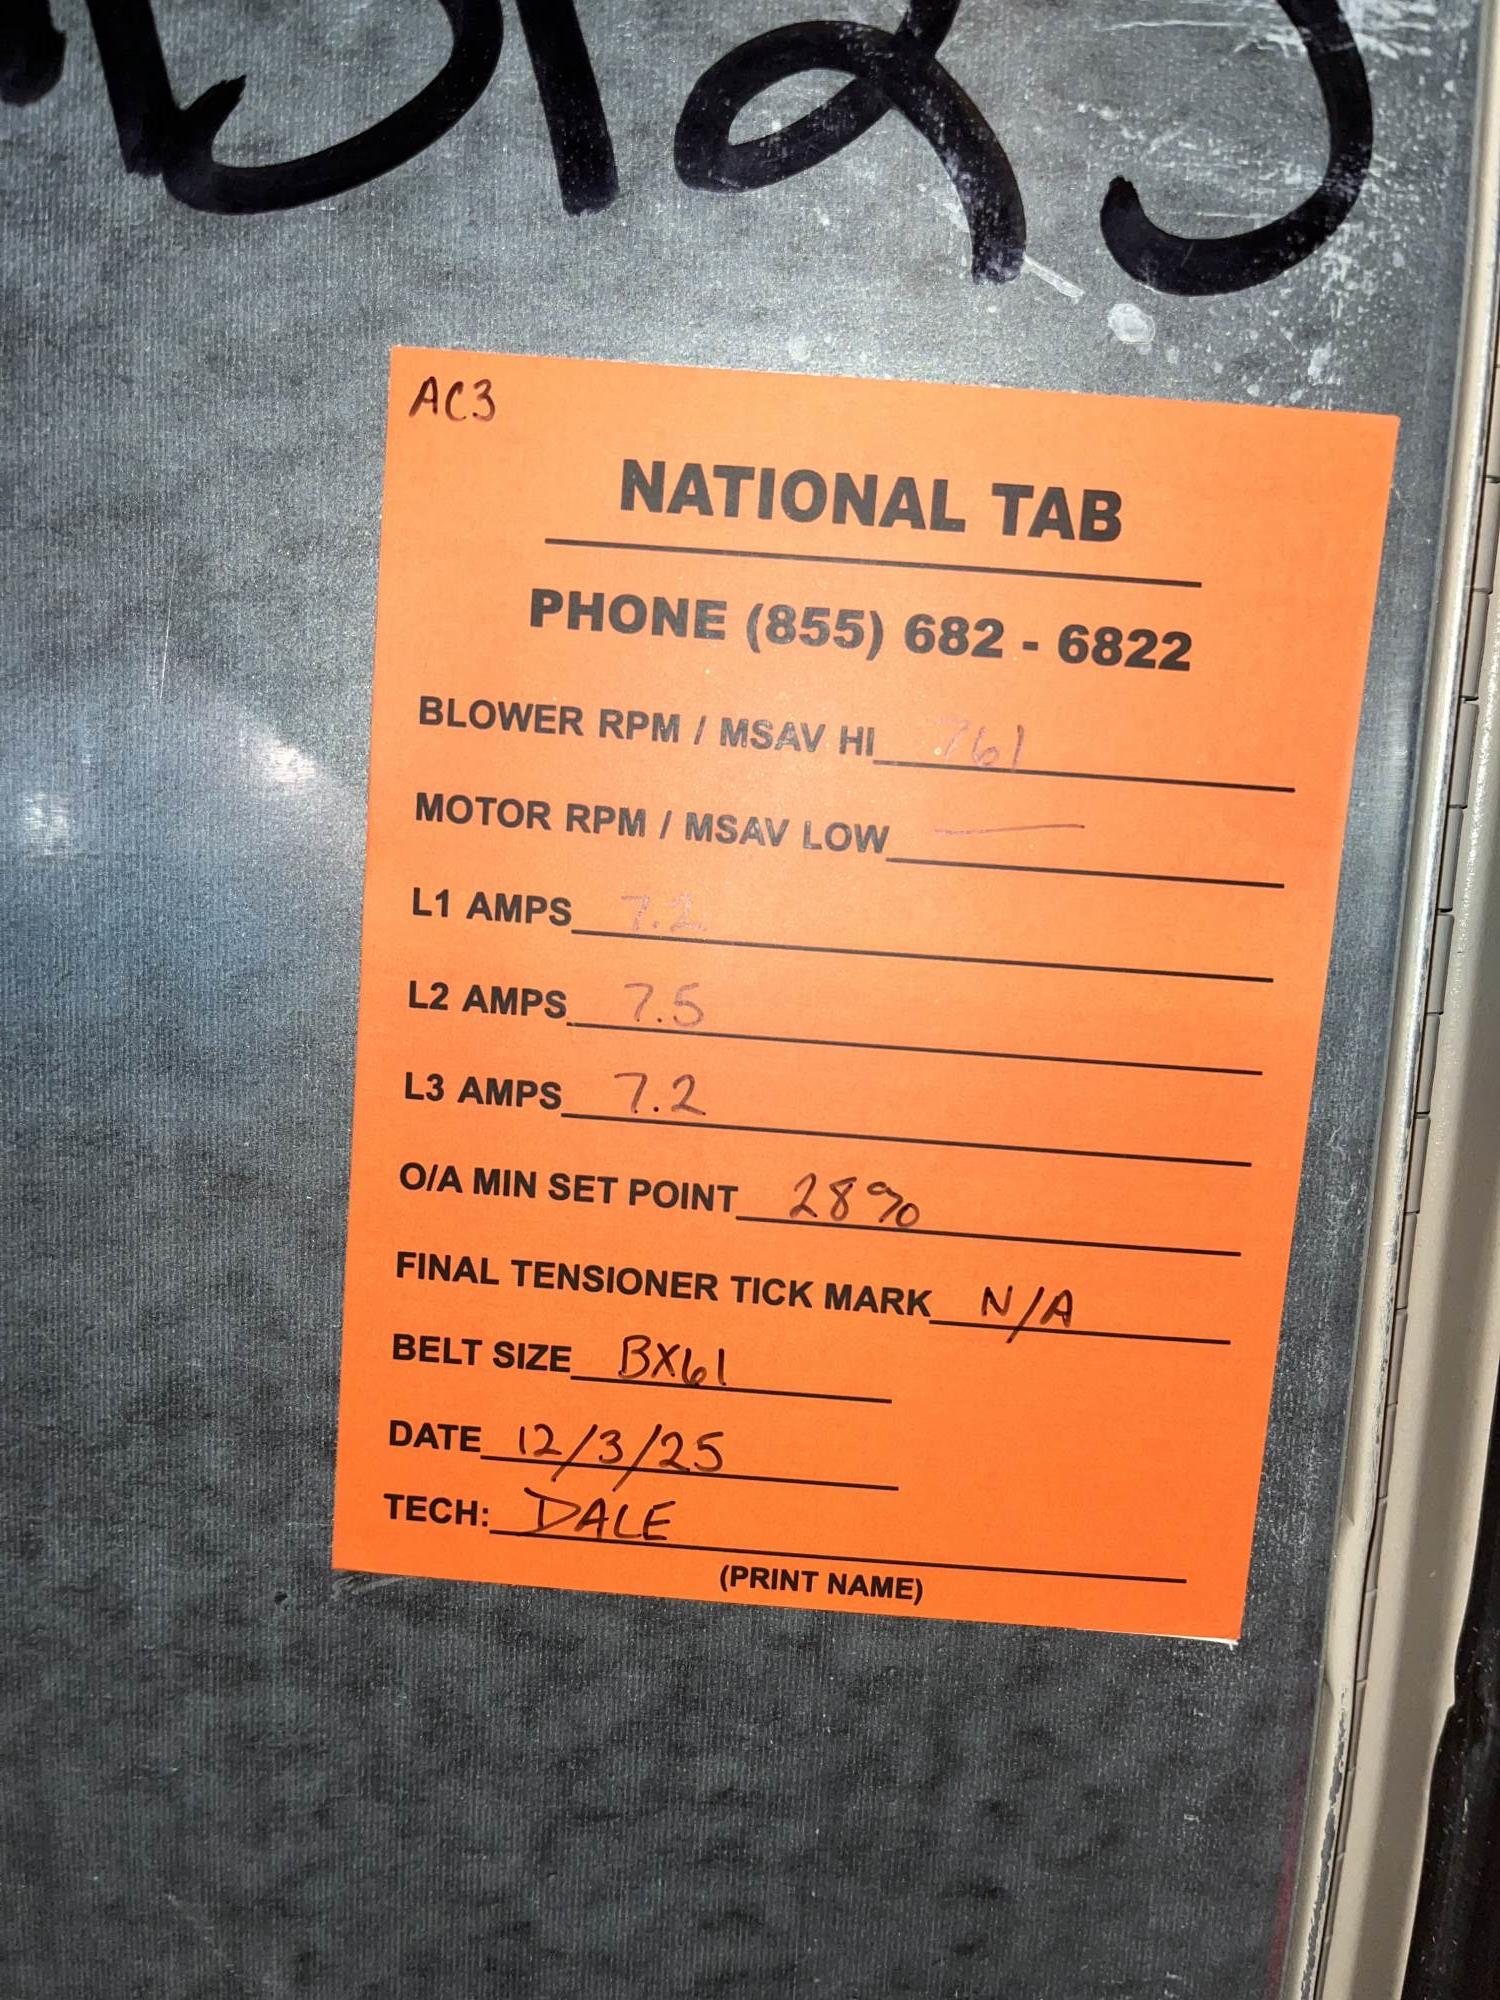 AC3
NATIONAL TAB
PHONE (855) 682 - 6822
BLOWER RPM / MSAV HI 761
MOTOR RPM / MSAV LOW —
L1 AMPS 7.2
L2 AMPS 7.5
L3 AMPS 7.2
O/A MIN SET POINT 28%
FINAL TENSIONER TICK MARK N/A
BELT SIZE BX61
DATE 12/3/25
TECH: DALE
(PRINT NAME)